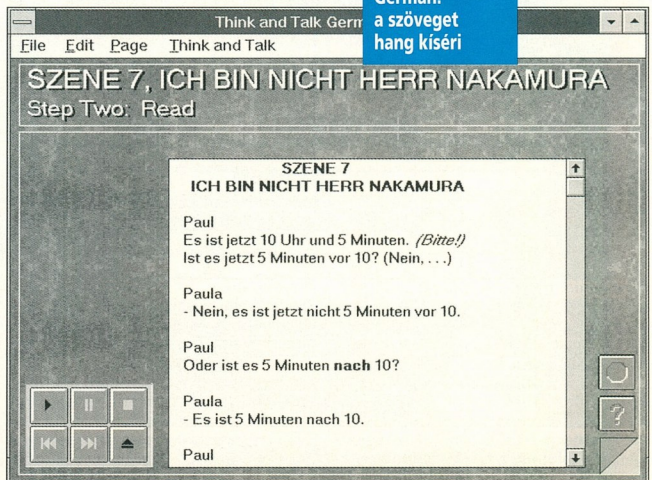 Think and Talk Germ
German:
a szöveget
hang kíséri
File Edit Page Think and Talk
SZENE 7, ICH BIN NICHT HERR NAKAMURA
Step Two: Read
SZENE 7
ICH BIN NICHT HERR NAKAMURA
Paul
Es ist jetzt 10 Uhr und 5 Minuten. (Bitte!)
Ist es jetzt 5 Minuten vor 10? (Nein, . . .)
Paula
- Nein, es ist jetzt nicht 5 Minuten vor 10.
Paul
Oder ist es 5 Minuten nach 10?
Paula
- Es ist 5 Minuten nach 10.
Paul
?